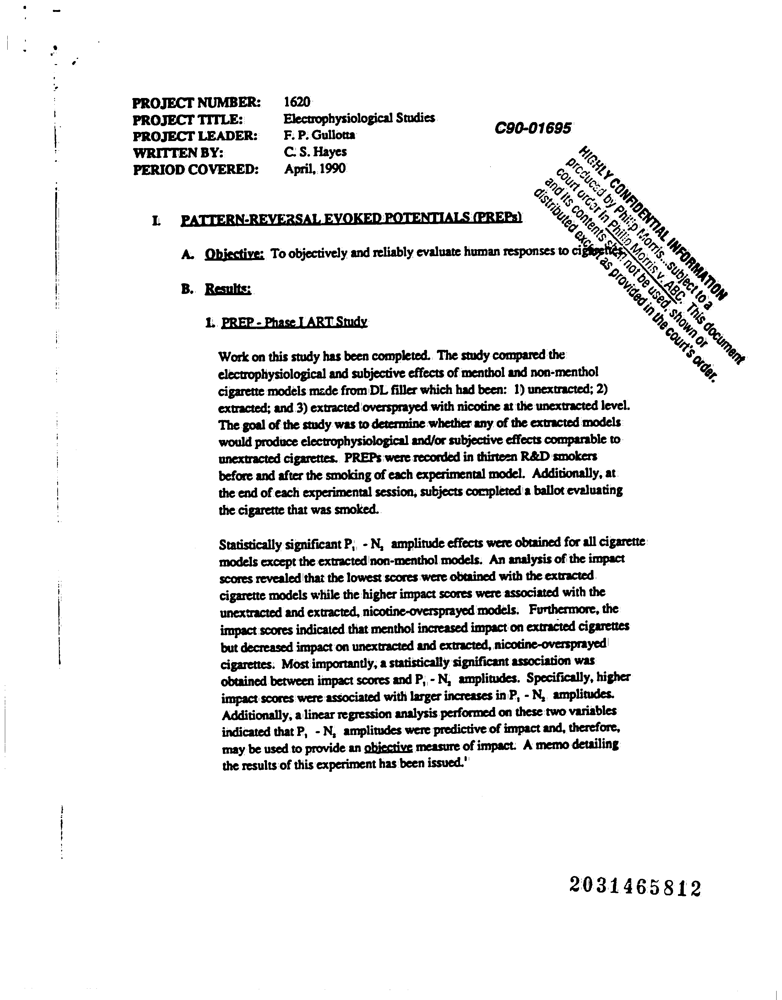 PROJECT NUMBER: 1620
PROJECT TITLE: Electrophysiological Studies
PROJECT LEADER: F. P. Gullotta
WRITTEN BY: C. S. Hayes
PERIOD COVERED: April, 1990
C90-01695
HIGHLY CONFIDENTIAL INFORMATION
produced by Philip Morris...subject to a
court order in Philip Morris v. ABC. This document
and its contents shall not be used, shown or
distributed except as provided in the court's order.
I. PATTERN-REVERSAL EVOKED POTENTIALS (PREPs)
A. Objective: To objectively and reliably evaluate human responses to
B. Results:
1. PREP - Phase I ART Study
Work on this study has been completed. The study compared the
electrophysiological and subjective effects of menthol and non-menthol
cigarette models made from DL filler which had been: 1) unextracted; 2)
extracted; and 3) extracted oversprayed with nicotine at the unextracted level.
The goal of the study was to determine whether any of the extracted models
would produce electrophysiological and/or subjective effects comparable to
unextracted cigarettes. PREPs were recorded in thirteen R&D smokers
before and after the smoking of each experimental model. Additionally, at
the end of each experimental session, subjects completed a ballot evaluating
the cigarette that was smoked.
Statistically significant P₁ - N₂ amplitude effects were obtained for all cigarette
models except the extracted non-menthol models. An analysis of the impact
scores revealed that the lowest scores were obtained with the extracted
cigarette models while the higher impact scores were associated with the
unextracted and extracted, nicotine-oversprayed models. Furthermore, the
impact scores indicated that menthol increased impact on extracted cigarettes
but decreased impact on unextracted and extracted, nicotine-oversprayed
cigarettes. Most importantly, a statistically significant association was
obtained between impact scores and P₁ - N₂ amplitudes. Specifically, higher
impact scores were associated with larger increases in P₁ - N₂ amplitudes.
Additionally, a linear regression analysis performed on these two variables
indicated that P₁ - N₂ amplitudes were predictive of impact and, therefore,
may be used to provide an objective measure of impact. A memo detailing
the results of this experiment has been issued.¹
2031465812